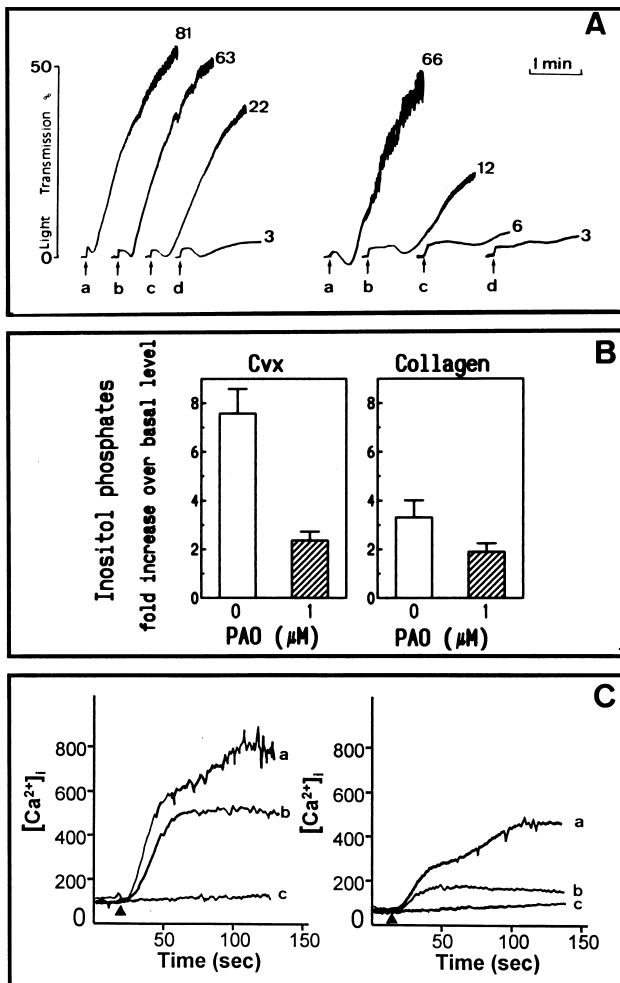 A
81
63
22
3
66
12
6
3
1 min
50
0
Light Transmission %
a b c d
a b c d
B
Cvx
Collagen
Inositol phosphates
fold increase over basal level
8
6
4
2
0
8
6
4
2
0
0 1
0 1
PAO (µM)
PAO (µM)
C
800
600
400
200
0
[Ca²⁺]i
a
b
c
50 100 150
Time (sec)
800
600
400
200
0
[Ca²⁺]i
a
b
c
50 100 150
Time (sec)